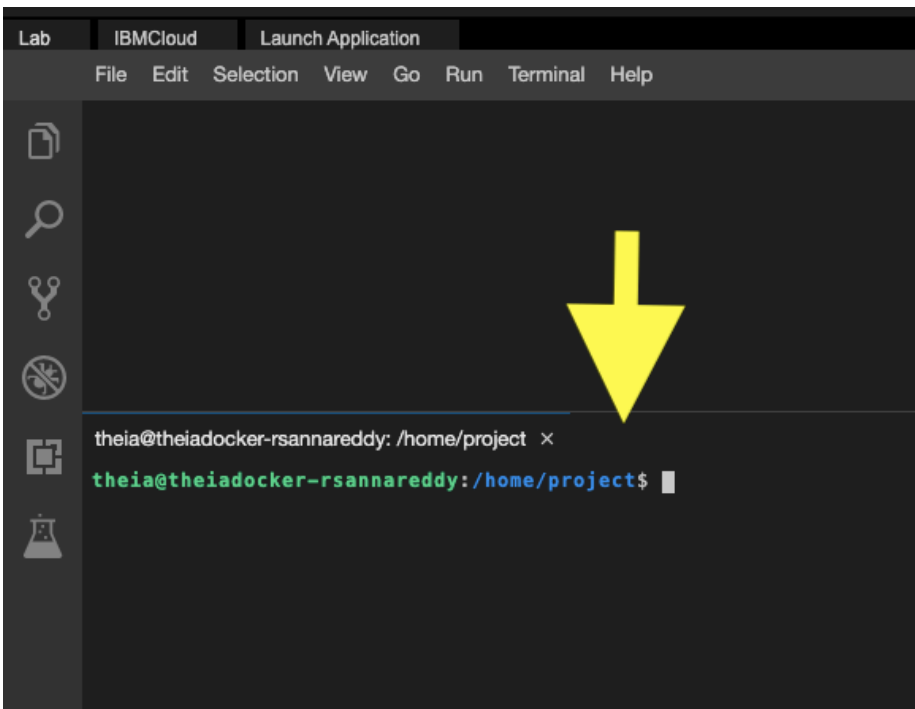 Lab IBMCloud Launch Application
File Edit Selection View Go Run Terminal Help
theia@theiadocker-rsannareddy: /home/project ×
theia@theiadocker-rsannareddy:/home/project$